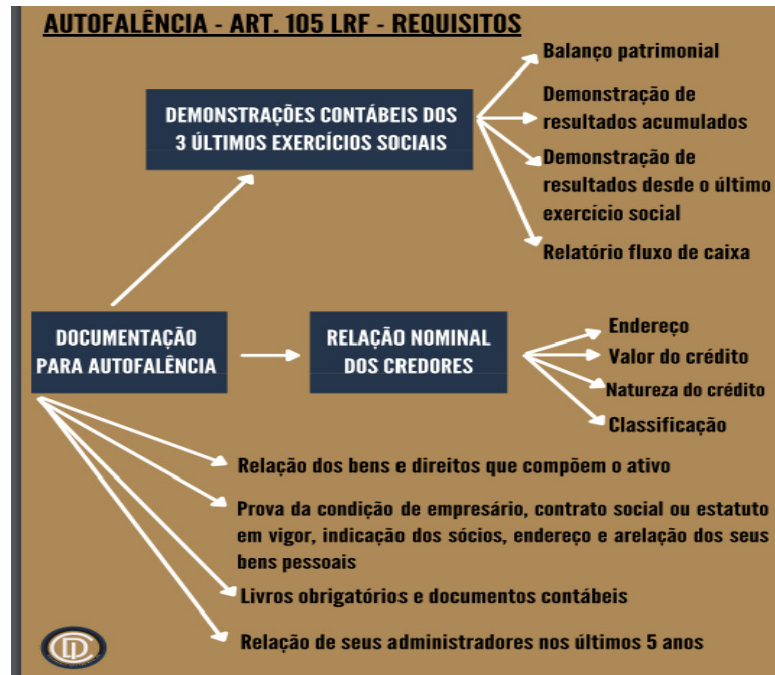 AUTOFALÊNCIA - ART. 105 LRF - REQUISITOS
DEMONSTRAÇÕES CONTÁBEIS DOS
3 ÚLTIMOS EXERCÍCIOS SOCIAIS
Balanço patrimonial
Demonstração de
resultados acumulados
Demonstração de
resultados desde o último
exercício social
Relatório fluxo de caixa
DOCUMENTAÇÃO
PARA AUTOFALÊNCIA
RELAÇÃO NOMINAL
DOS CREDORES
Endereço
Valor do crédito
Natureza do crédito
Classificação
Relação dos bens e direitos que compõem o ativo
Prova da condição de empresário, contrato social ou estatuto
em vigor, indicação dos sócios, endereço e arelação dos seus
bens pessoais
Livros obrigatórios e documentos contábeis
Relação de seus administradores nos últimos 5 anos